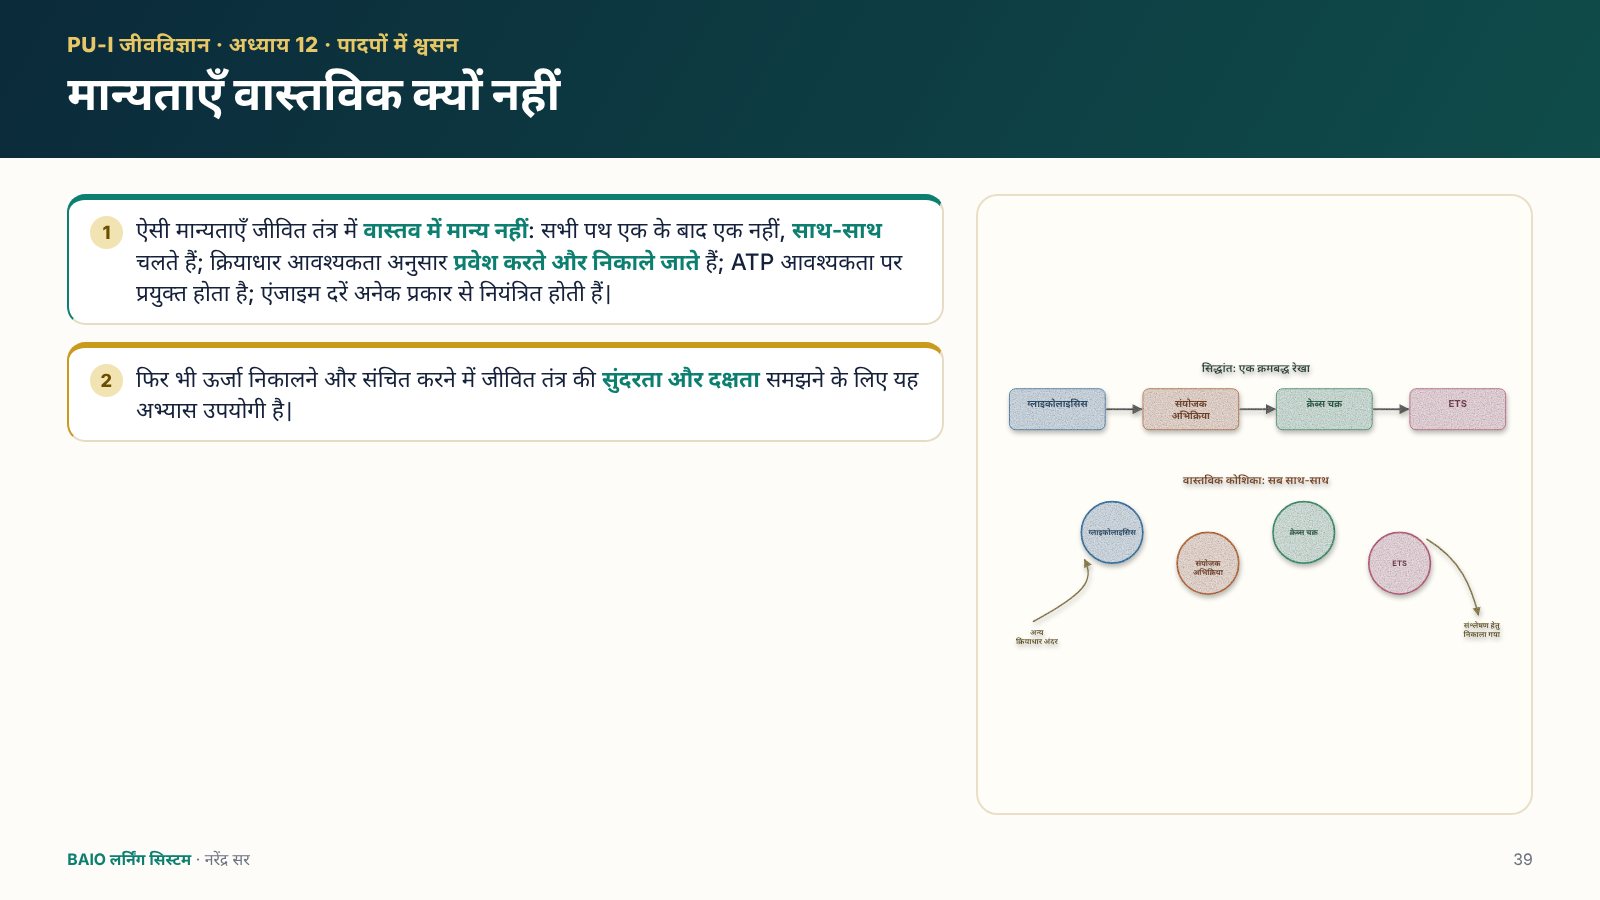 PU-I जीवविज्ञान · अध्याय 12 · पादपों में श्वसन
मान्यताएँ वास्तविक क्यों नहीं
1
ऐसी मान्यताएँ जीवित तंत्र में वास्तव में मान्य नहीं: सभी पथ एक के बाद एक नहीं, साथ-साथ
चलते हैं; क्रियाधार आवश्यकता अनुसार प्रवेश करते और निकाले जाते हैं; ATP आवश्यकता पर
प्रयुक्त होता है; एंजाइम दरें अनेक प्रकार से नियंत्रित होती हैं|
2
फिर भी ऊर्जा निकालने और संचित करने में जीवित तंत्र की सुंदरता और दक्षता समझने के लिए यह
अभ्यास उपयोगी है|
सिद्धांत: एक क्रमबद्ध रेखा
ग्लाइकोलाइसिस
संयोजक
अभिक्रिया
क्रेब्स चक्र
ETS
वास्तविक कोशिका: सब साथ-साथ
ग्लाइकोलाइसिस
संयोजक
अभिक्रिया
क्रेब्स चक्र
ETS
अन्य
क्रियाधार अंदर
संश्लेषण हेतु
निकाला गया
BAIO लर्निंग सिस्टम · नरेंद्र सर
39